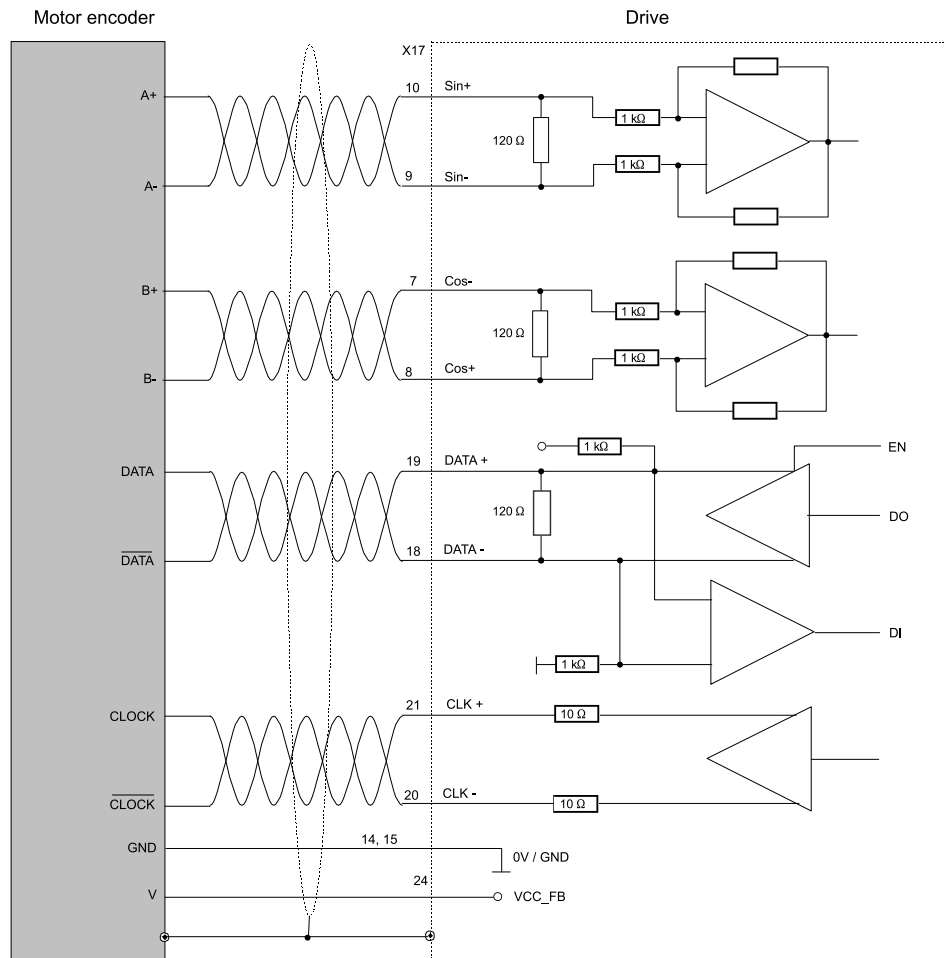 Motor encoder Drive
X17
A+ 10 Sin+ 1 kΩ
120 Ω
1 kΩ
A- 9 Sin-
B+ 7 Cos- 1 kΩ
120 Ω
1 kΩ
B- 8 Cos+
1 kΩ EN
DATA 19 DATA +
120 Ω DO
DATA 18 DATA -
DI
1 kΩ
CLOCK 21 CLK + 10 Ω
CLOCK 20 CLK - 10 Ω
GND 14, 15 0V / GND
V 24 VCC_FB